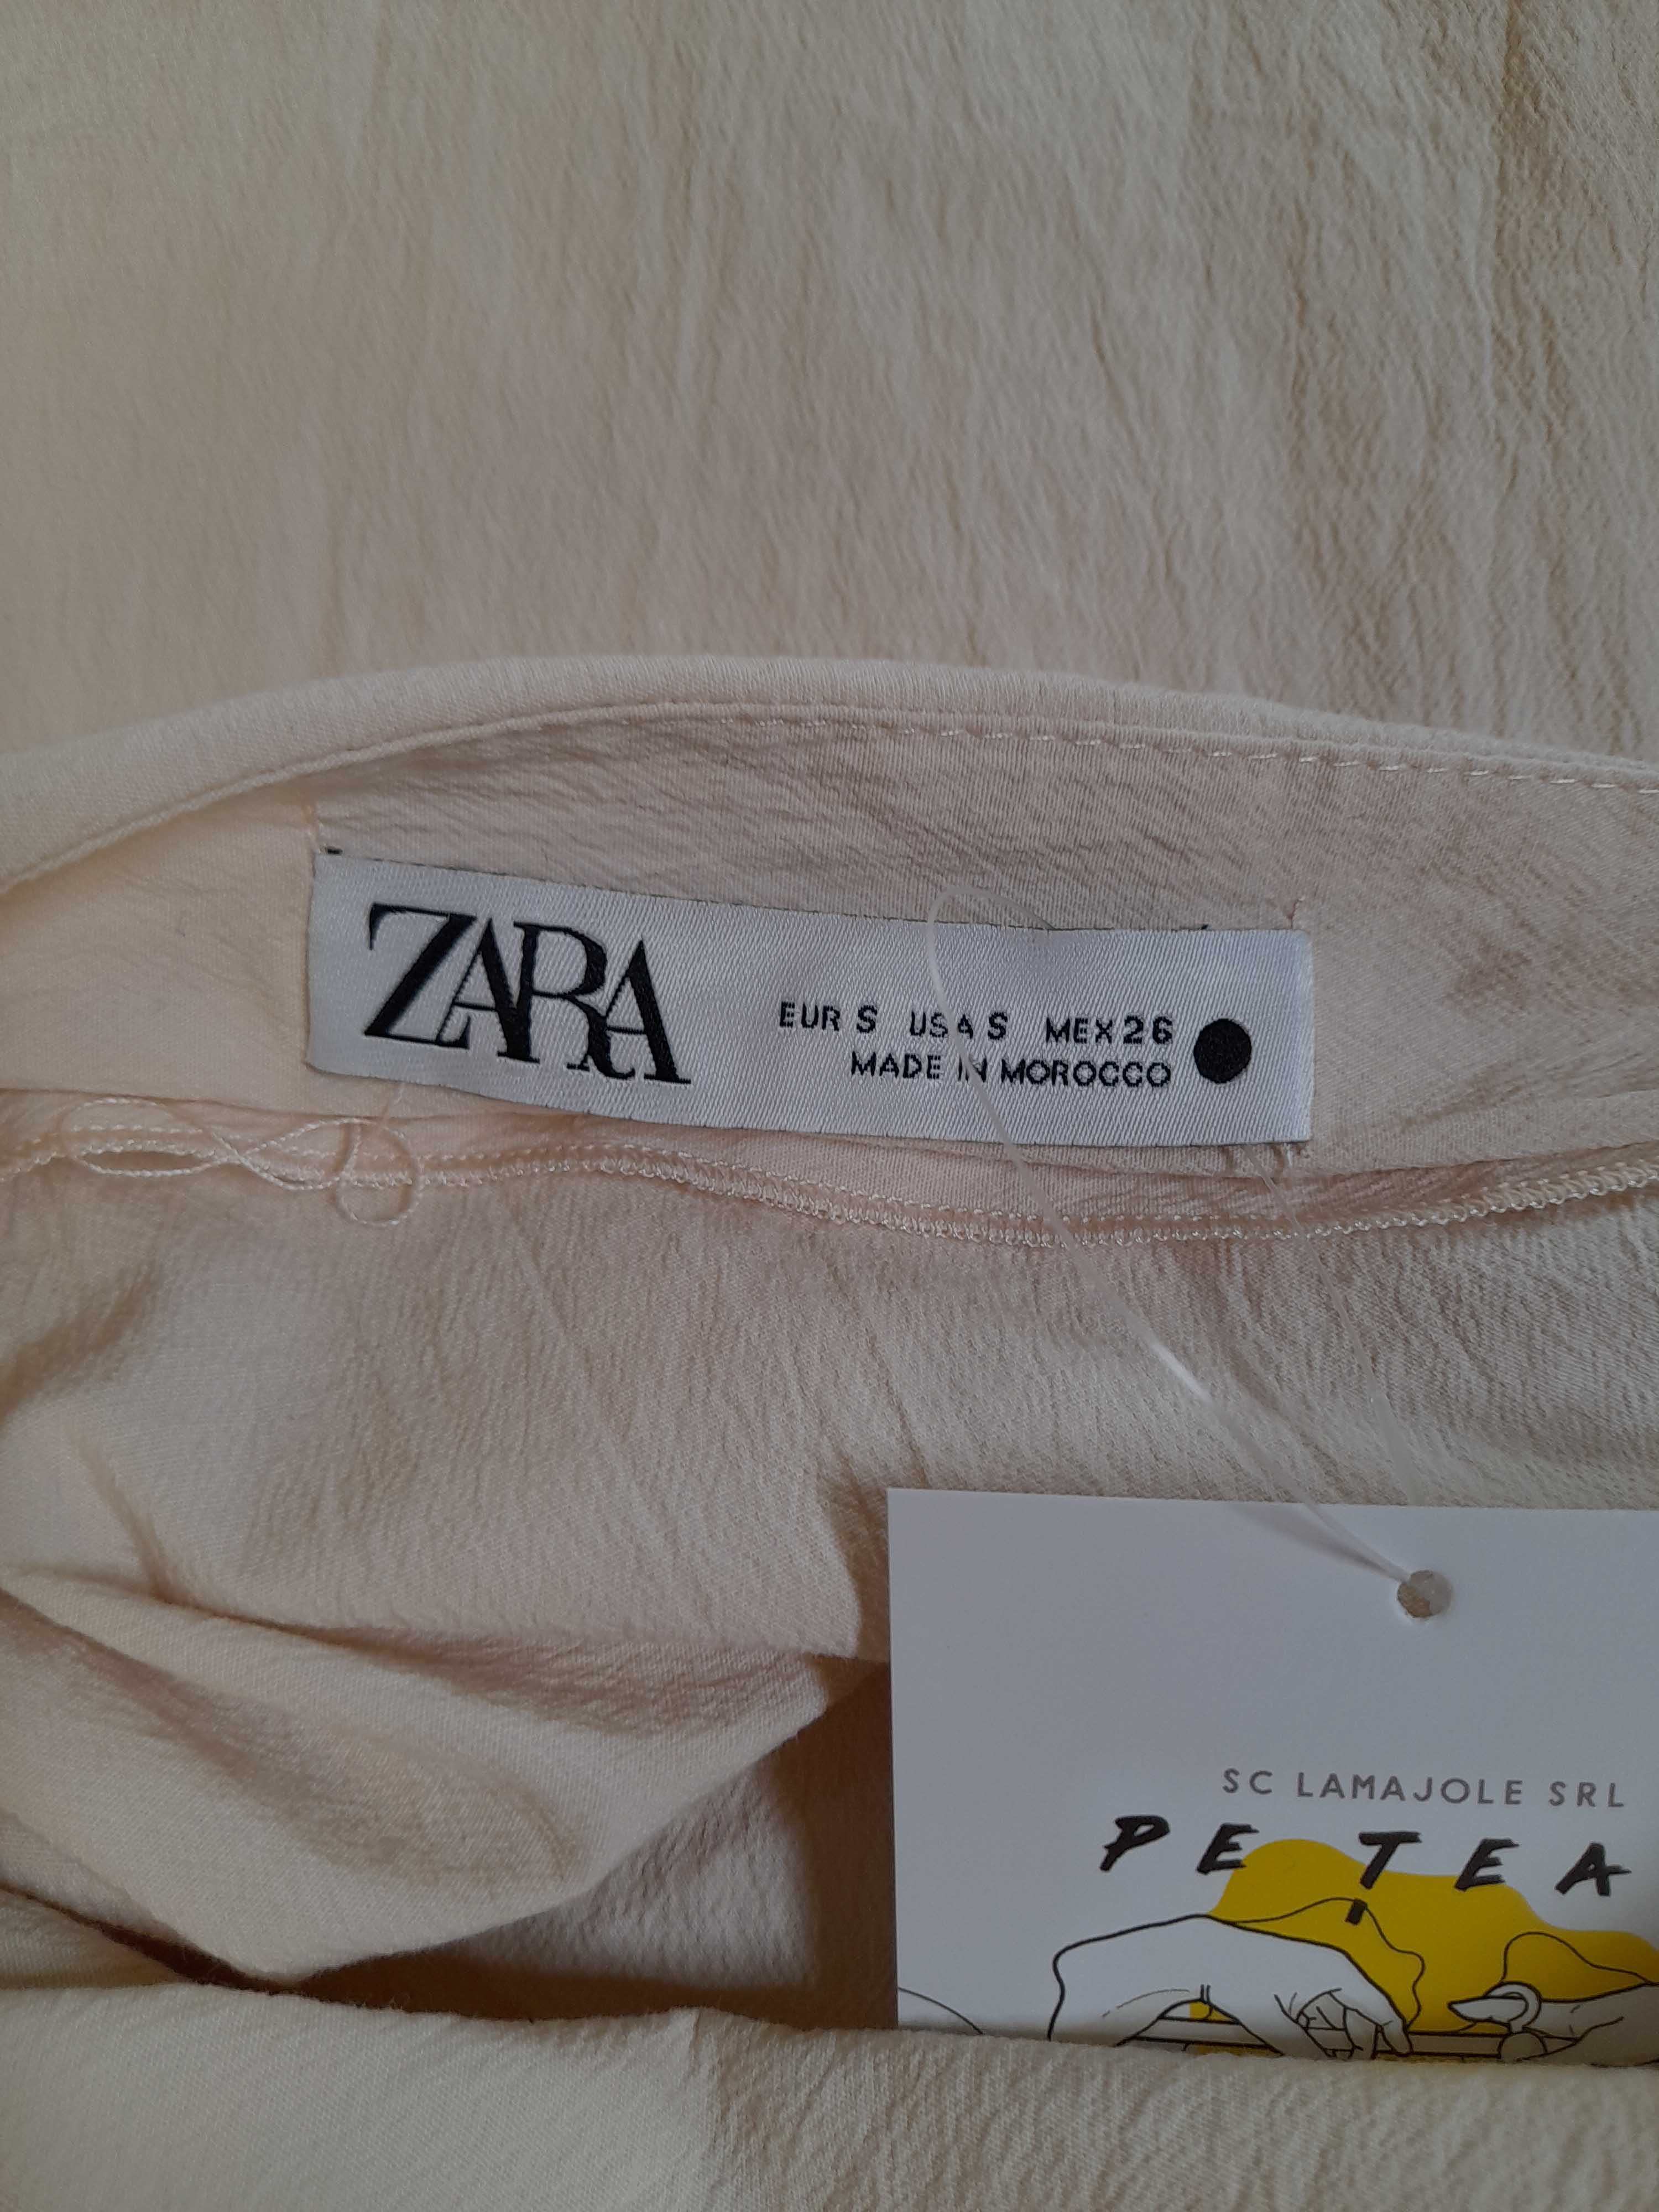 ZARA
EUR S USA S MEX 26
MADE IN MOROCCO
SC LAMAJOLE SRL
PE TEA